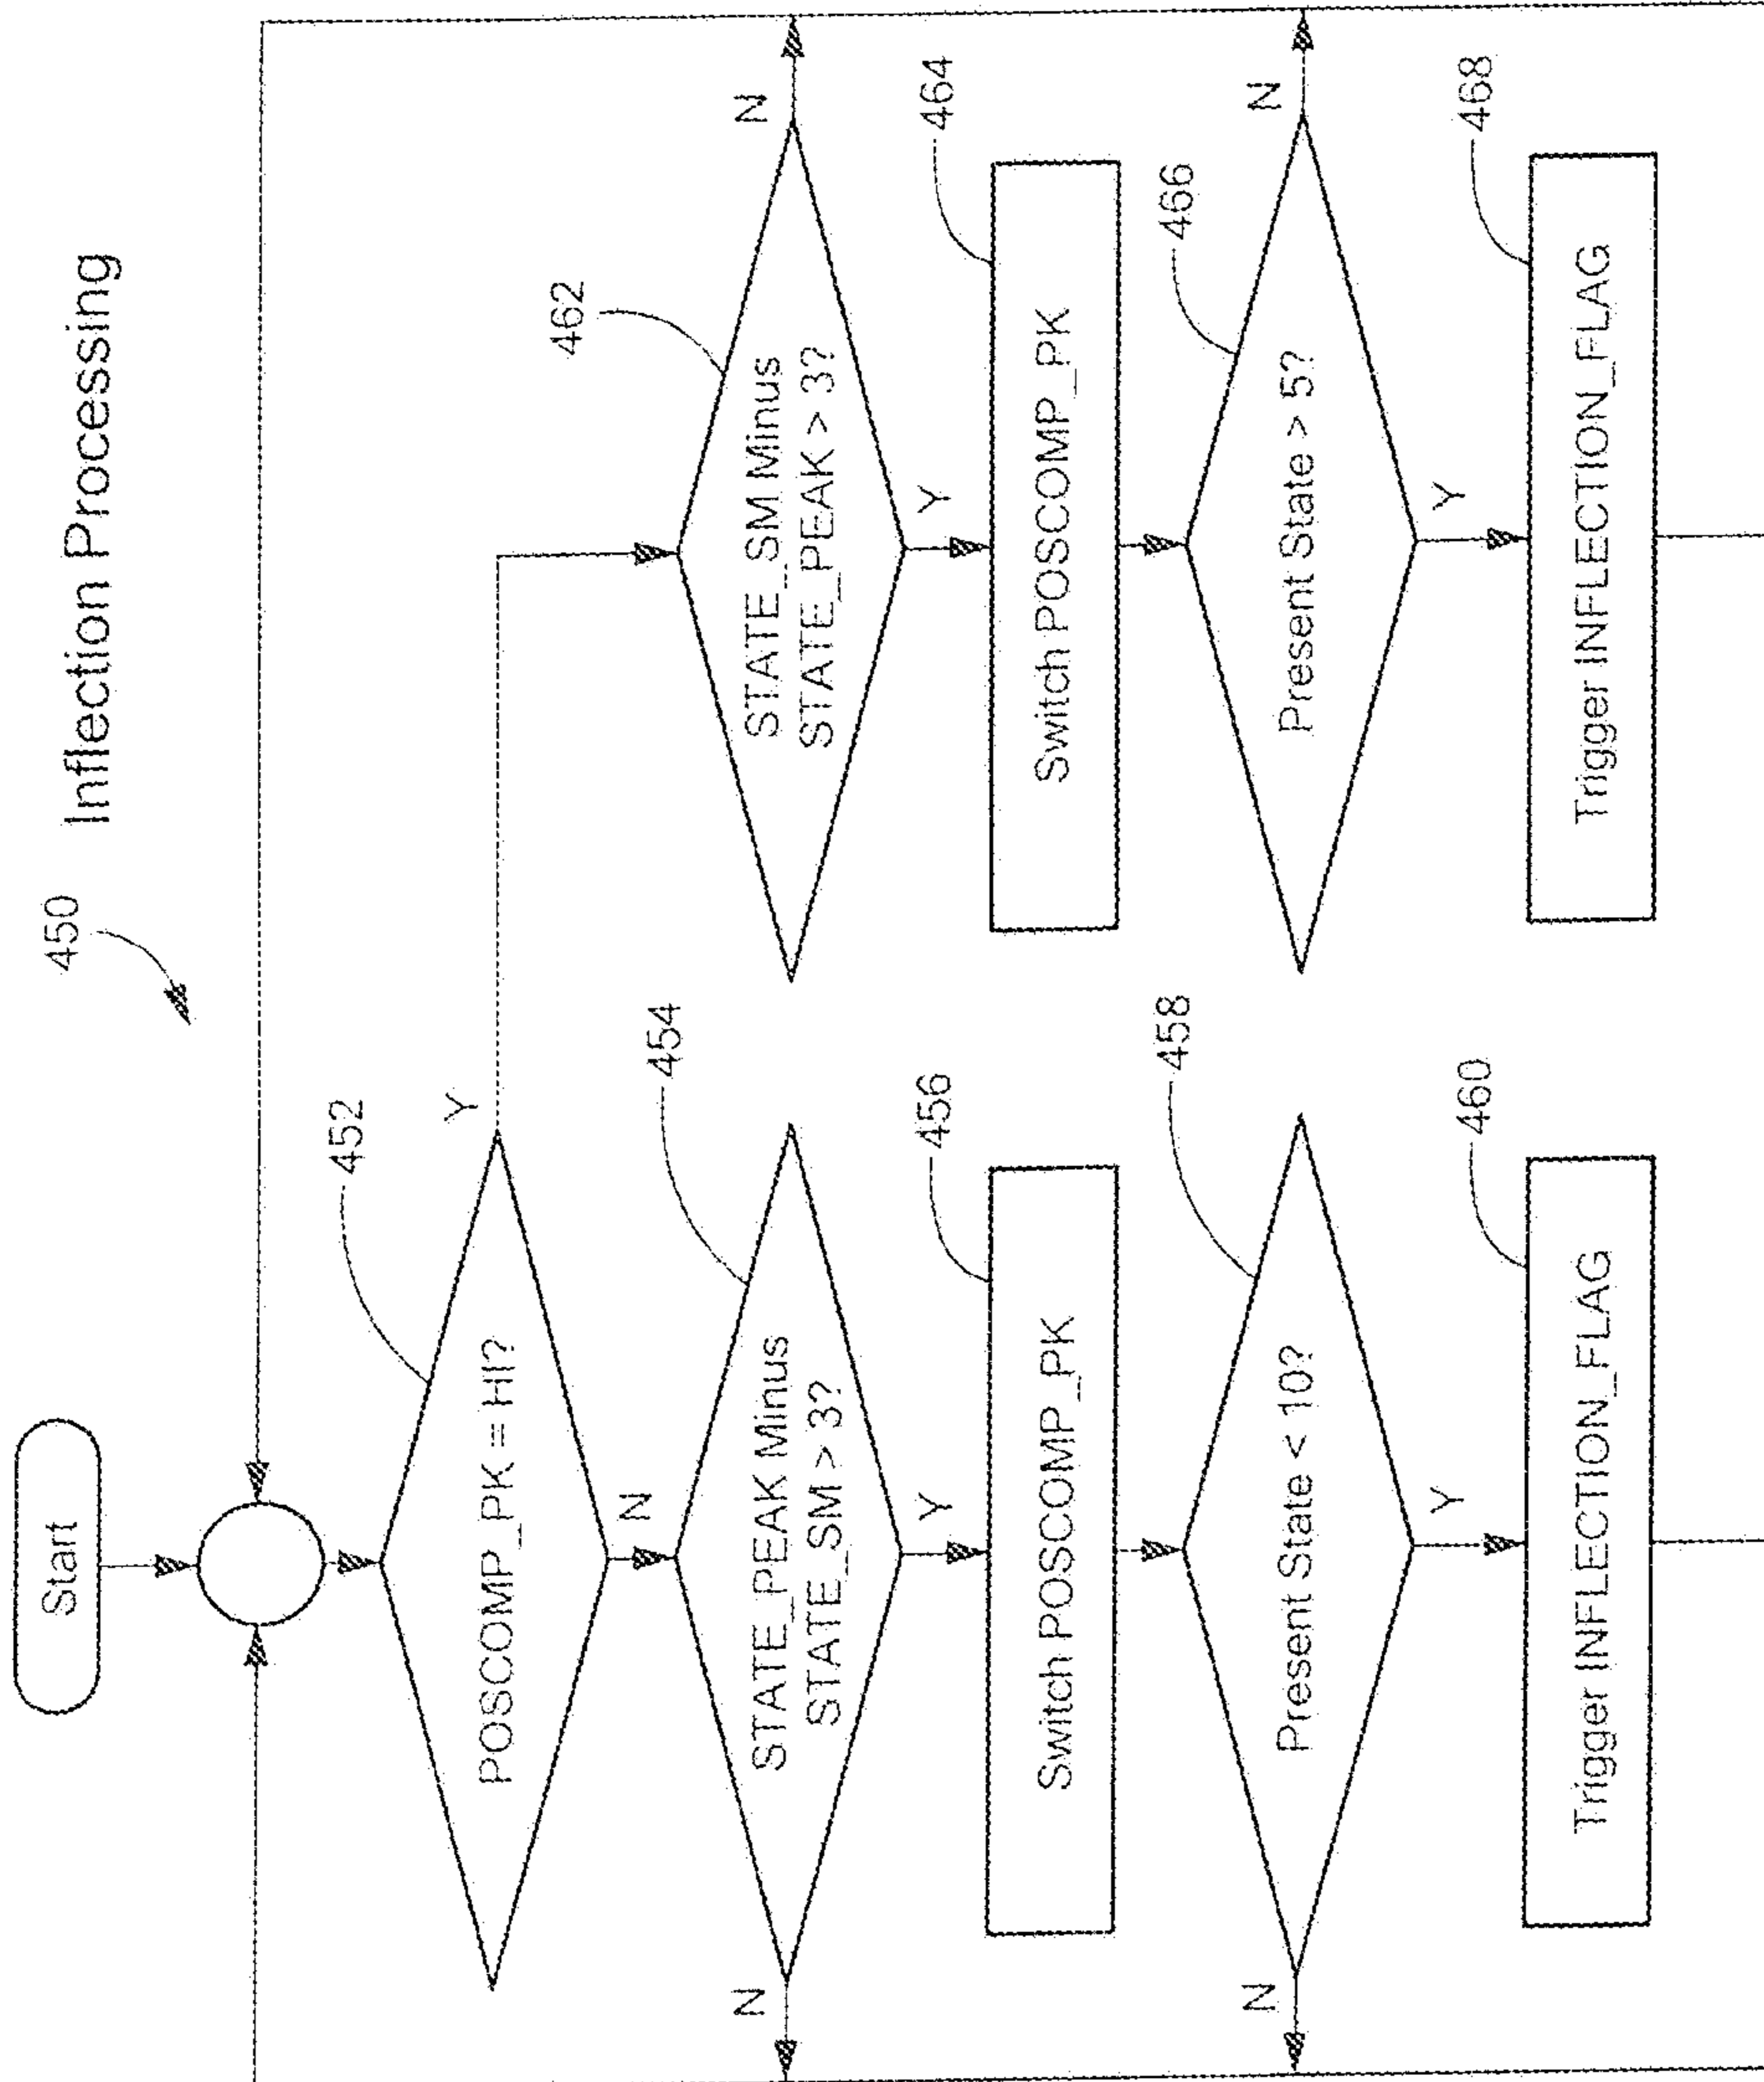 450
Inflection Processing
Start
POSCOMP_PK = HI?
452
Y
N
STATE_PEAK Minus
STATE_SM > 3?
454
N
Y
Switch POSCOMP_PK
456
Present State < 10?
458
N
Y
Trigger INFLECTION_FLAG
460
STATE_SM Minus
STATE_PEAK > 3?
462
N
Y
Switch POSCOMP_PK
464
Present State > 5?
466
N
Y
Trigger INFLECTION_FLAG
468